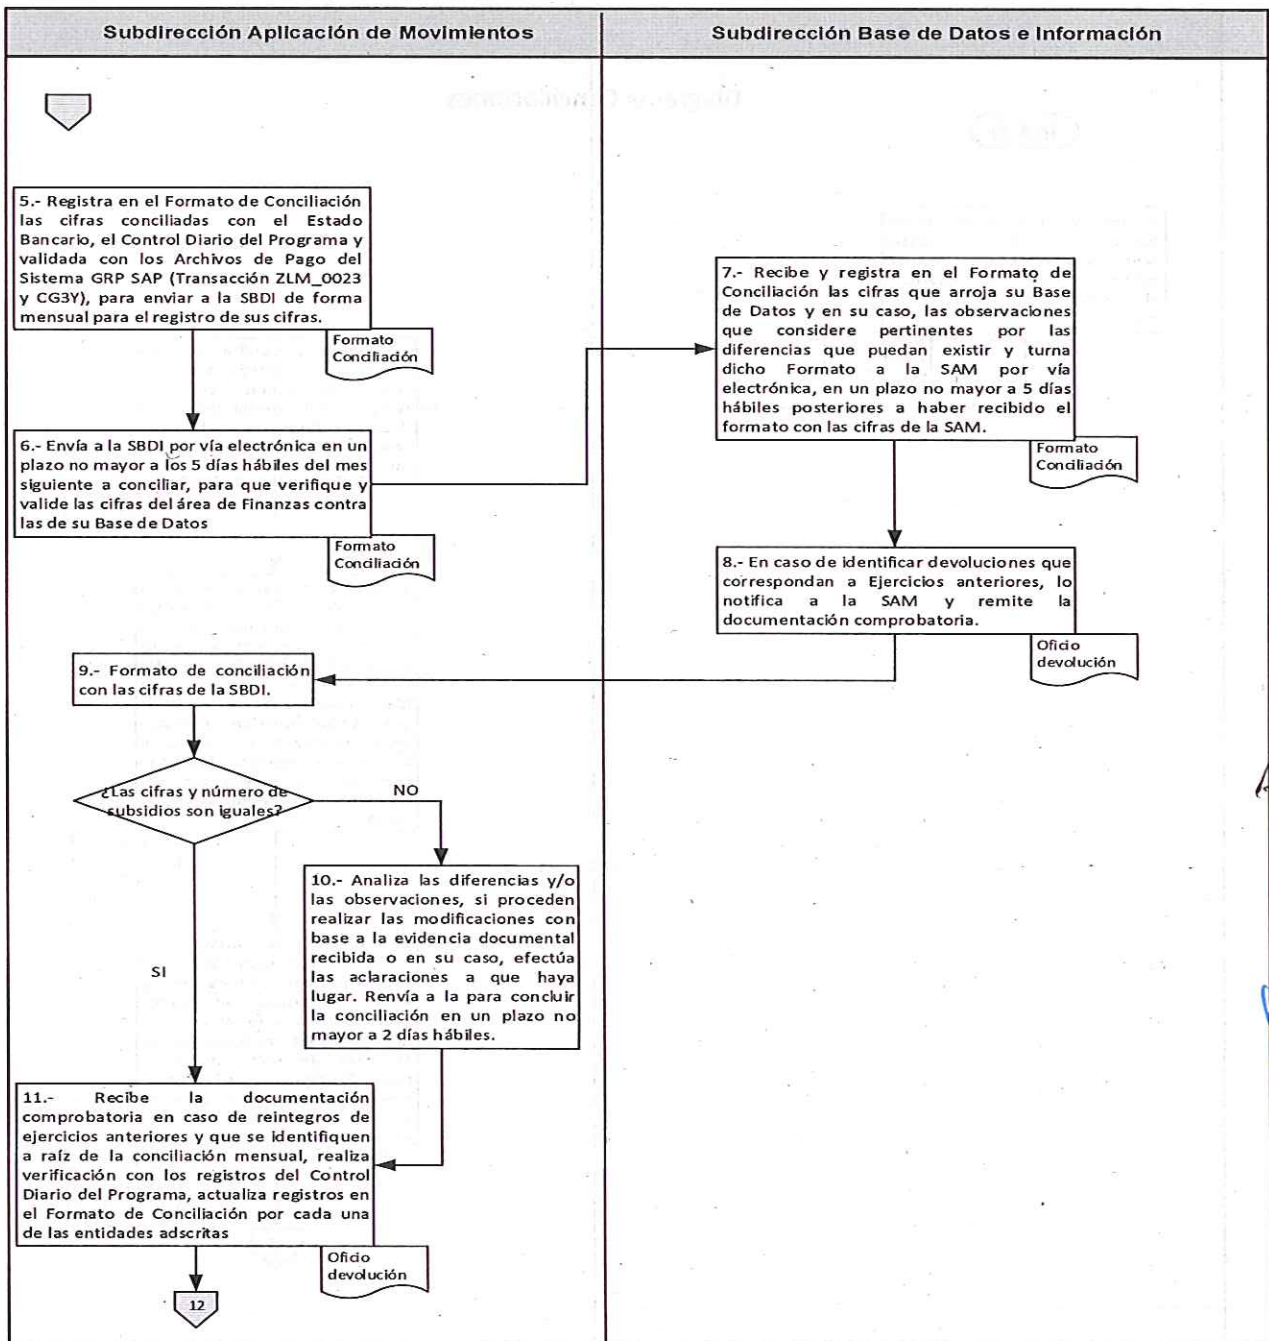 Subdirección Aplicación de Movimientos
Subdirección Base de Datos e Información
5.- Registra en el Formato de Conciliación
las cifras conciliadas con el Estado
Bancario, el Control Diario del Programa y
validada con los Archivos de Pago del
Sistema GRP SAP (Transacción ZLM_0023
y CG3Y), para enviar a la SBDI de forma
mensual para el registro de sus cifras.
Formato
Conciliación
6.- Envía a la SBDI por vía electrónica en un
plazo no mayor a los 5 días hábiles del mes
siguiente a conciliar, para que verifique y
valide las cifras del área de Finanzas contra
las de su Base de Datos
Formato
Conciliación
7.- Recibe y registra en el Formato de
Conciliación las cifras que arroja su Base
de Datos y en su caso, las observaciones
que considere pertinentes por las
diferencias que puedan existir y turna
dicho Formato a la SAM por vía
electrónica, en un plazo no mayor a 5 días
hábiles posteriores a haber recibido el
formato con las cifras de la SAM.
Formato
Conciliación
8.- En caso de identificar devoluciones que
correspondan a Ejercicios anteriores, lo
notifica a la SAM y remite la
documentación comprobatoria.
Oficio
devolución
9.- Formato de conciliación
con las cifras de la SBDI.
¿Las cifras y número de
subsidios son iguales?
NO
SI
10.- Analiza las diferencias y/o
las observaciones, si proceden
realizar las modificaciones con
base a la evidencia documental
recibida o en su caso, efectúa
las aclaraciones a que haya
lugar. Renvía a la para concluir
la conciliación en un plazo no
mayor a 2 días hábiles.
11.- Recibe la documentación
comprobatoria en caso de reintegros de
ejercicios anteriores y que se identifiquen
a raíz de la conciliación mensual, realiza
verificación con los registros del Control
Diario del Programa, actualiza registros en
el Formato de Conciliación por cada una
de las entidades adscritas
Oficio
devolución
12